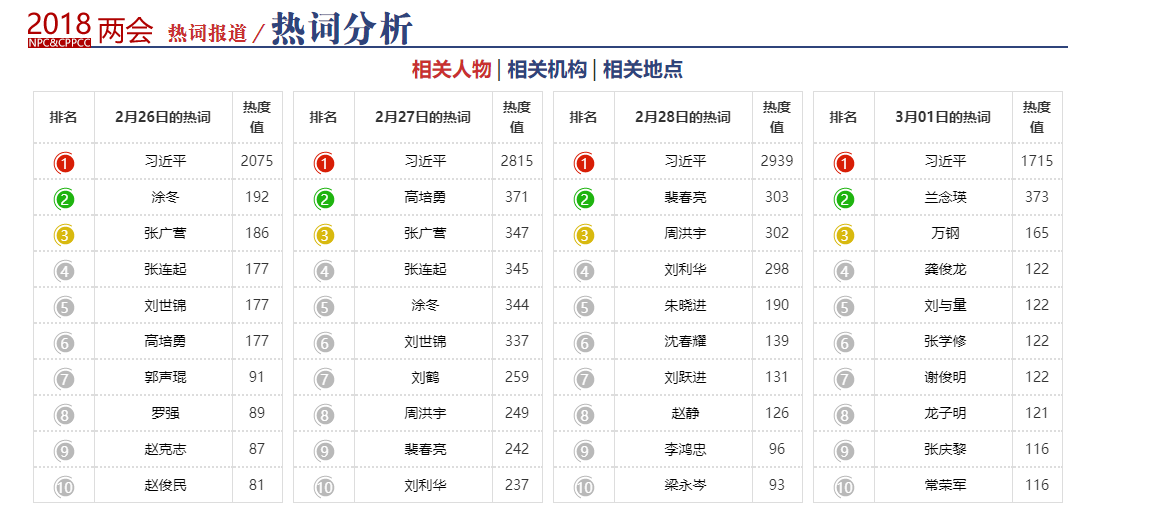 2018 两会 热词报道 / 热词分析
NPC&CPPCC
相关人物 | 相关机构 | 相关地点
排名 2月26日的热词 热度值
1 习近平 2075
2 涂冬 192
3 张广营 186
4 张连起 177
5 刘世锦 177
6 高培勇 177
7 郭声琨 91
8 罗强 89
9 赵克志 87
10 赵俊民 81
排名 2月27日的热词 热度值
1 习近平 2815
2 高培勇 371
3 张广营 347
4 张连起 345
5 涂冬 344
6 刘世锦 337
7 刘鹤 259
8 周洪宇 249
9 裴春亮 242
10 刘利华 237
排名 2月28日的热词 热度值
1 习近平 2939
2 裴春亮 303
3 周洪宇 302
4 刘利华 298
5 朱晓进 190
6 沈春耀 139
7 刘跃进 131
8 赵静 126
9 李鸿忠 96
10 梁永岑 93
排名 3月01日的热词 热度值
1 习近平 1715
2 兰念瑛 373
3 万钢 165
4 龚俊龙 122
5 刘与量 122
6 张学修 122
7 谢俊明 122
8 龙子明 121
9 张庆黎 116
10 常荣军 116